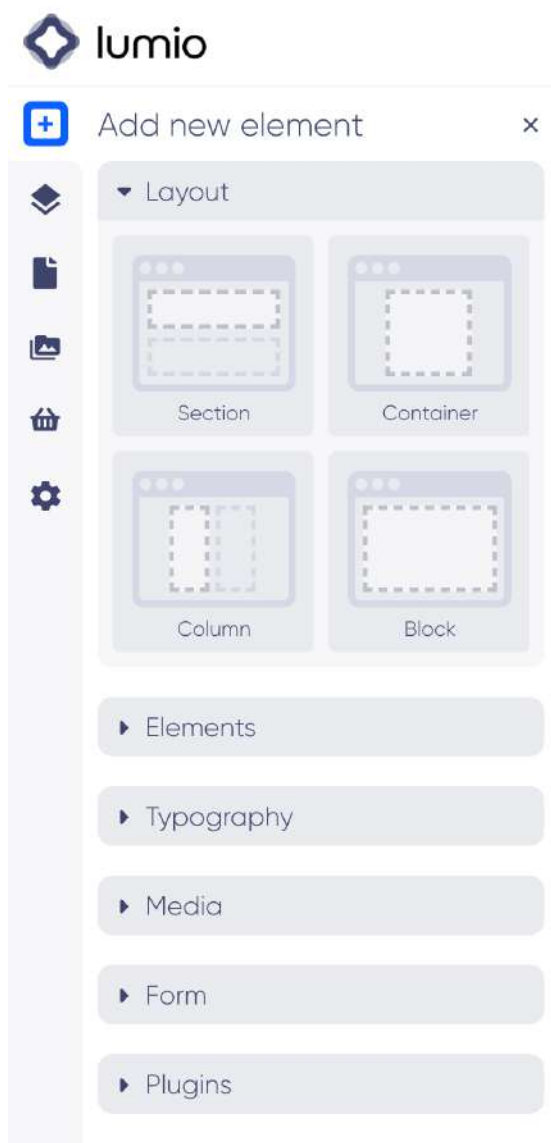 lumio
Add new element
Layout
Section Container
Column Block
Elements
Typography
Media
Form
Plugins